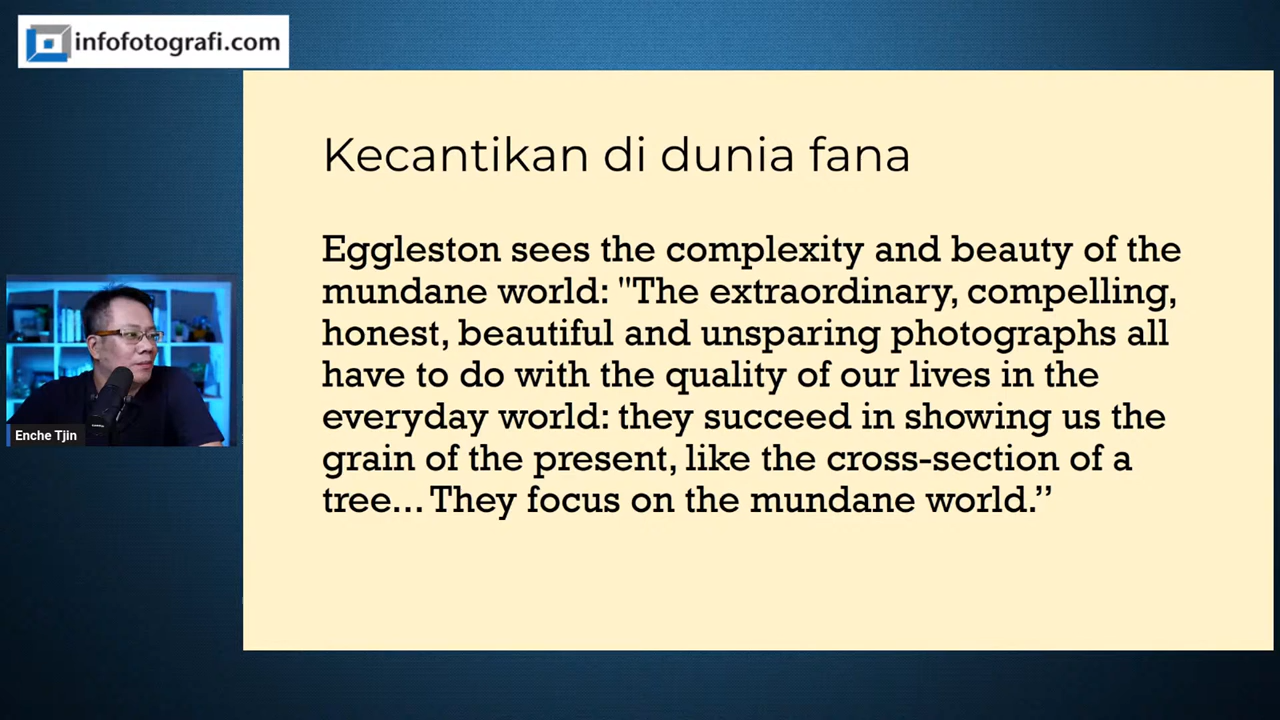 infofotografi.com
Kecantikan di dunia fana
Eggleston sees the complexity and beauty of the
mundane world: "The extraordinary, compelling,
honest, beautiful and unsparing photographs all
have to do with the quality of our lives in the
everyday world: they succeed in showing us the
grain of the present, like the cross-section of a
tree... They focus on the mundane world.”
Enche Tjin